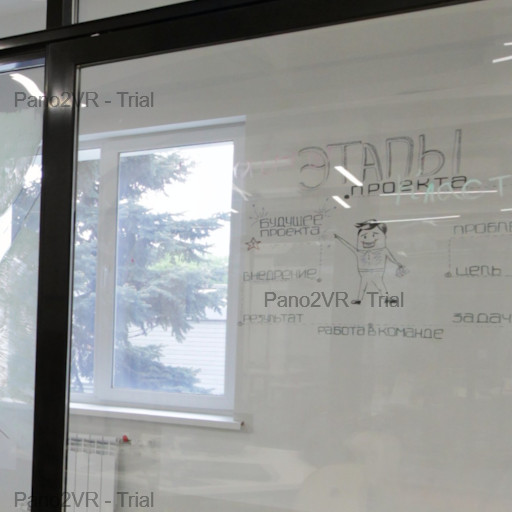 Pano2VR - Trial
ЭТАПЫ
ПРОЕКТА
БУДУЩЕЕ
ПРОЕКТА
ПРОБЛЕ
ВНЕДРЕНИЕ
ЦЕЛЬ
Pano2VR - Trial
РЕЗУЛЬТАТ
ЗАДАЧ
РАБОТА В КОМАНДЕ
Pano2VR - Trial